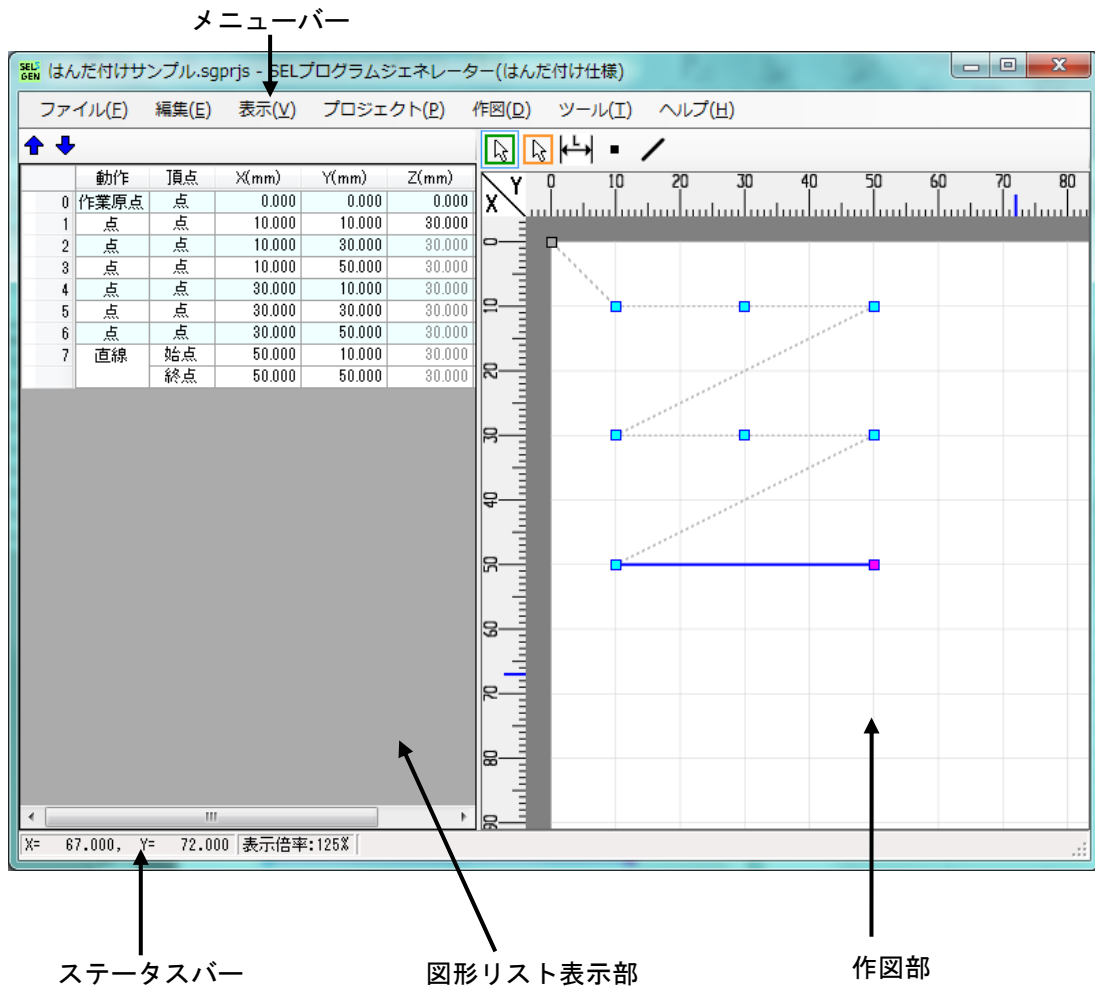 メニューバー
SEL GEN はんだ付けサンプル.sgprjs - SELプログラムジェネレーター(はんだ付け仕様)
ファイル(F) 編集(E) 表示(V) プロジェクト(P) 作図(D) ツール(T) ヘルプ(H)
L
動作 頂点 X(mm) Y(mm) Z(mm)
0 作業原点 点 0.000 0.000 0.000
1 点 点 10.000 10.000 30.000
2 点 点 10.000 30.000 30.000
3 点 点 10.000 50.000 30.000
4 点 点 30.000 10.000 30.000
5 点 点 30.000 30.000 30.000
6 点 点 30.000 50.000 30.000
7 直線 始点 50.000 10.000 30.000
終点 50.000 50.000 30.000
Y
X
0 10 20 30 40 50 60 70 80
0
10
20
30
40
50
60
70
80
90
X= 67.000, Y= 72.000 表示倍率:125%
ステータスバー
図形リスト表示部
作図部